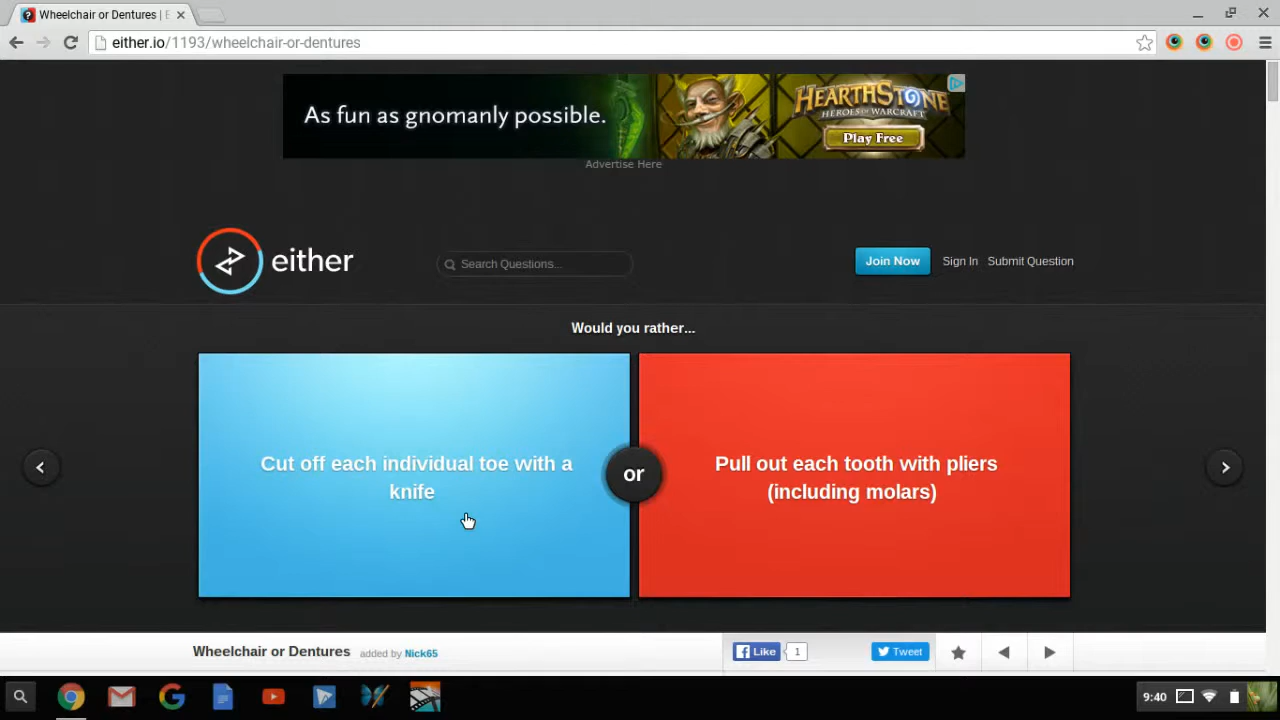 Wheelchair or Dentures | E
either.io/1193/wheelchair-or-dentures
As fun as gnomanly possible.
HEARTHSTONE
HEROES OF WARCRAFT
Play Free
Advertise Here
either
Search Questions...
Join Now
Sign In
Submit Question
Would you rather...
Cut off each individual toe with a
knife
or
Pull out each tooth with pliers
(including molars)
Wheelchair or Dentures added by Nick65
Like
1
Tweet
9:40